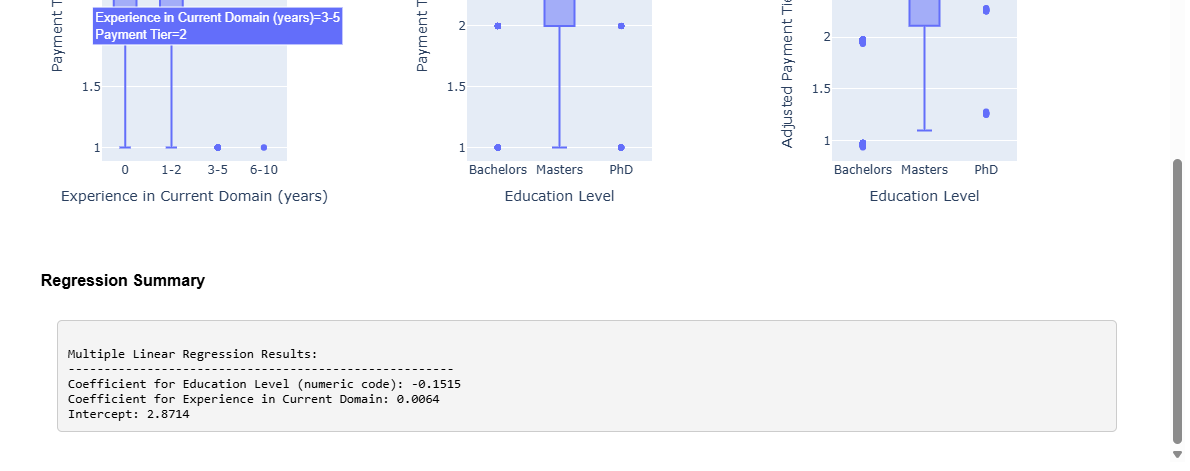 Payment T
Experience in Current Domain (years)=3-5
Payment Tier=2
1.5
1
0
1-2
3-5
6-10
Experience in Current Domain (years)
Payment T
2
1.5
1
Bachelors
Masters
PhD
Education Level
Adjusted Payment Tie
2
1.5
1
Bachelors
Masters
PhD
Education Level
Regression Summary
Multiple Linear Regression Results:
------------------------------------------------------
Coefficient for Education Level (numeric code): -0.1515
Coefficient for Experience in Current Domain: 0.0064
Intercept: 2.8714